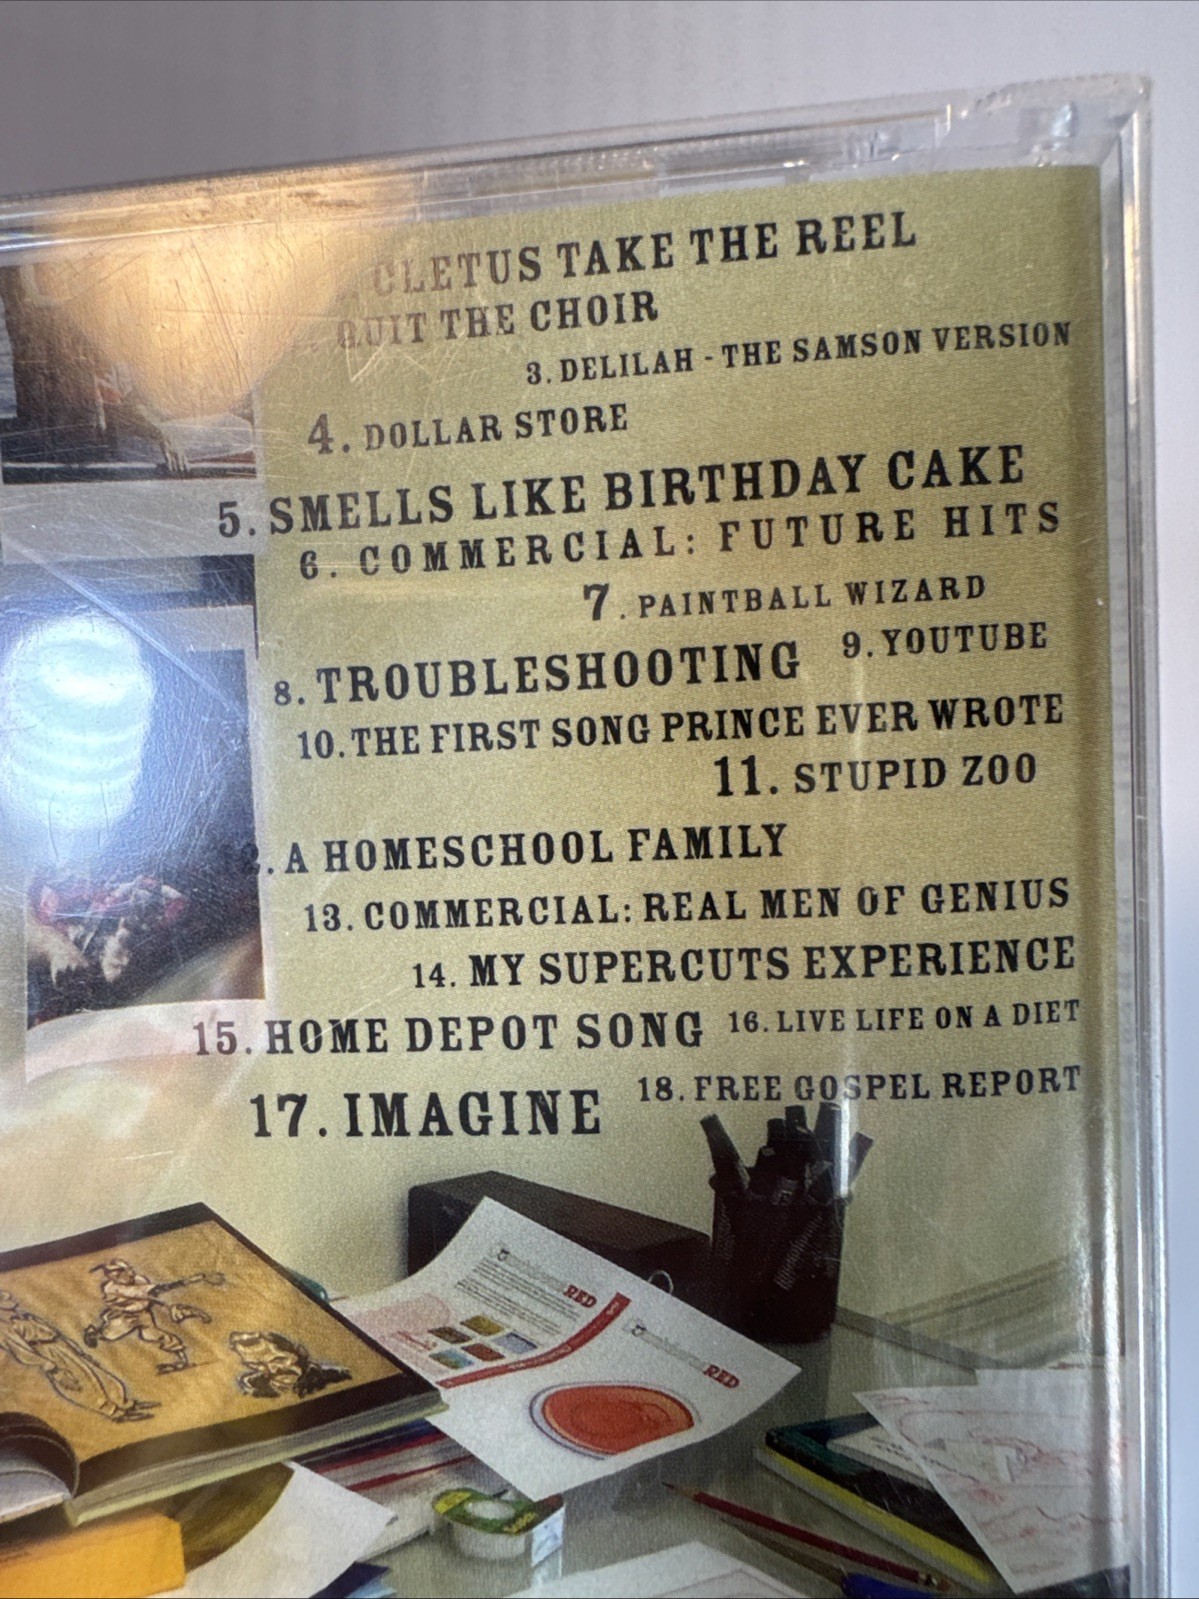 CLETUS TAKE THE REEL
QUIT THE CHOIR
3. DELILAH - THE SAMSON VERSION
4. DOLLAR STORE
5. SMELLS LIKE BIRTHDAY CAKE
6. COMMERCIAL: FUTURE HITS
7. PAINTBALL WIZARD
8. TROUBLESHOOTING 9. YOUTUBE
10. THE FIRST SONG PRINCE EVER WROTE
11. STUPID ZOO
. A HOMESCHOOL FAMILY
13. COMMERCIAL: REAL MEN OF GENIUS
14. MY SUPERCUTS EXPERIENCE
15. HOME DEPOT SONG 16. LIVE LIFE ON A DIET
17. IMAGINE 18. FREE GOSPEL REPORT
RED
RED